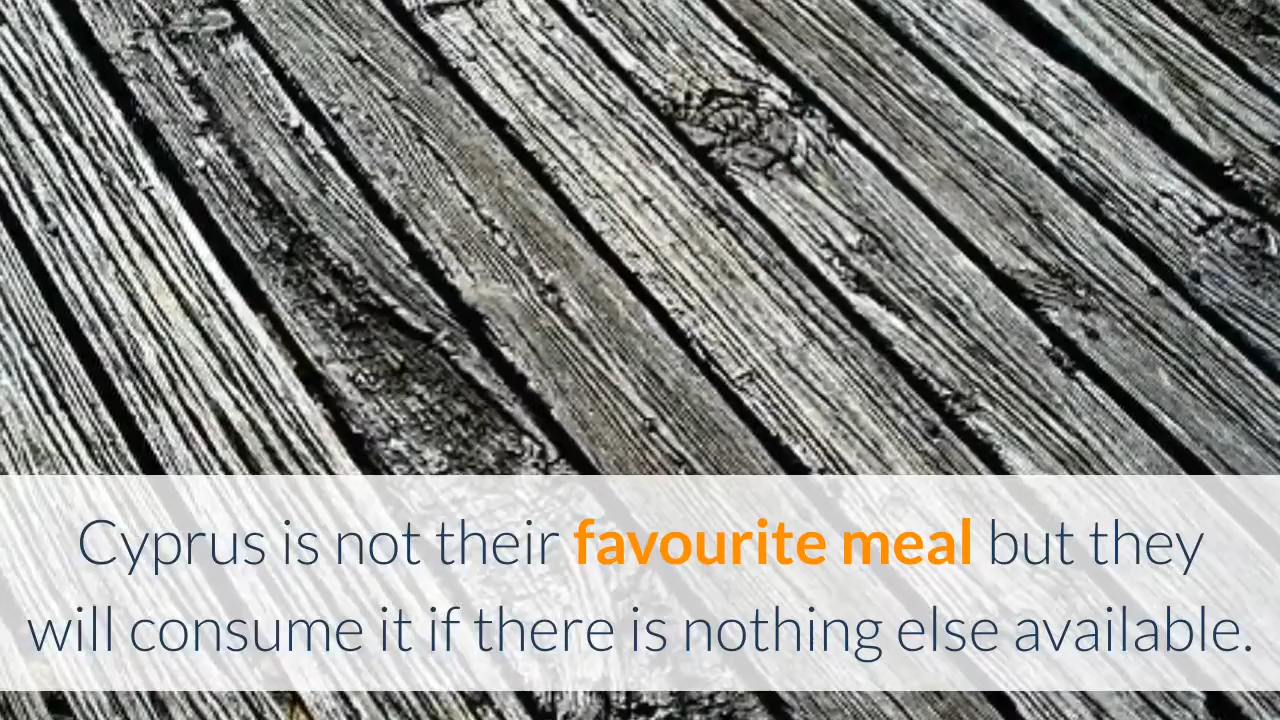 Cyprus is not their favourite meal but they
will consume it if there is nothing else available.